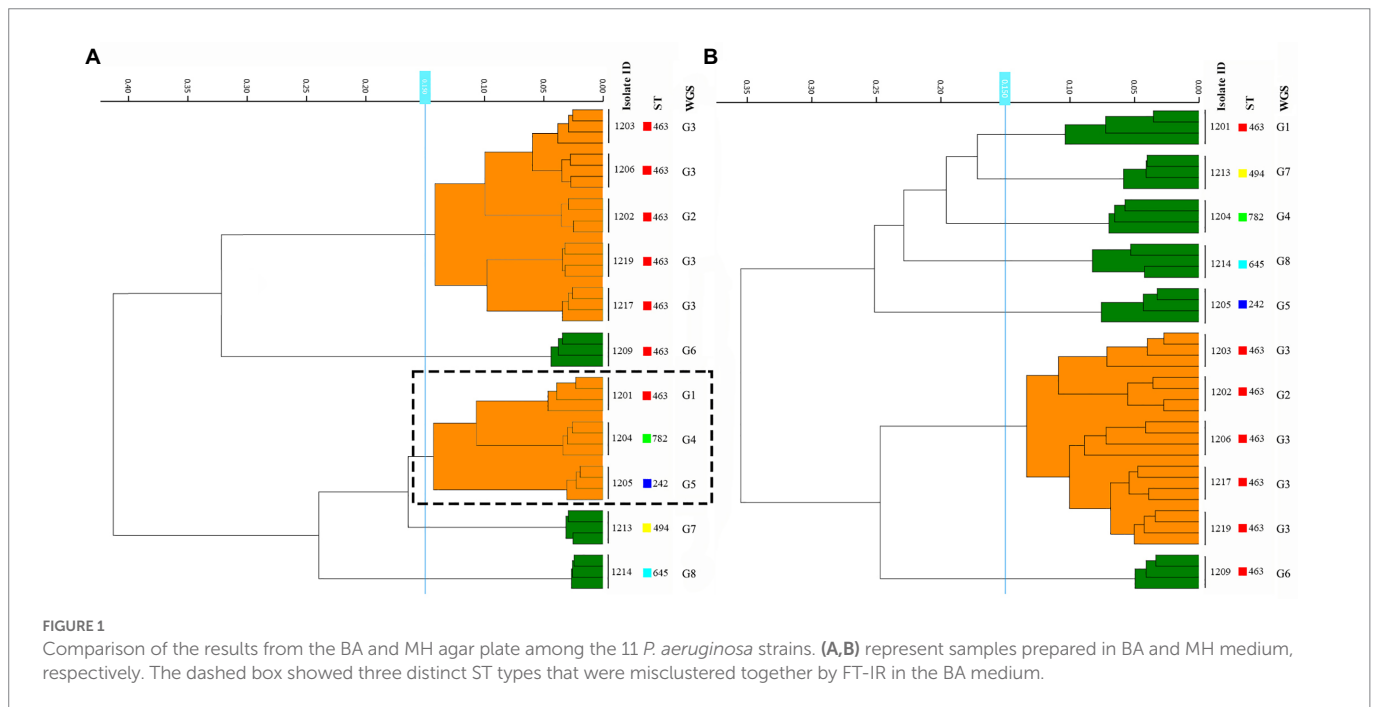 A
0.40
0.30
0.25
0.20
0.150
0.10
0.05
0.00
Isolate ID
ST
WGS
1203 463 G3
1206 463 G3
1202 463 G2
1219 463 G3
1217 463 G3
1209 463 G6
1201 463 G1
1204 782 G4
1205 242 G5
1213 494 G7
1214 645 G8
B
0.35
0.30
0.25
0.20
0.150
0.10
0.05
0.00
Isolate ID
ST
WGS
1201 463 G1
1213 494 G7
1204 782 G4
1214 645 G8
1205 242 G5
1203 463 G3
1202 463 G2
1206 463 G3
1217 463 G3
1219 463 G3
1209 463 G6
FIGURE 1
Comparison of the results from the BA and MH agar plate among the 11 P. aeruginosa strains. (A,B) represent samples prepared in BA and MH medium,
respectively. The dashed box showed three distinct ST types that were misclustered together by FT-IR in the BA medium.